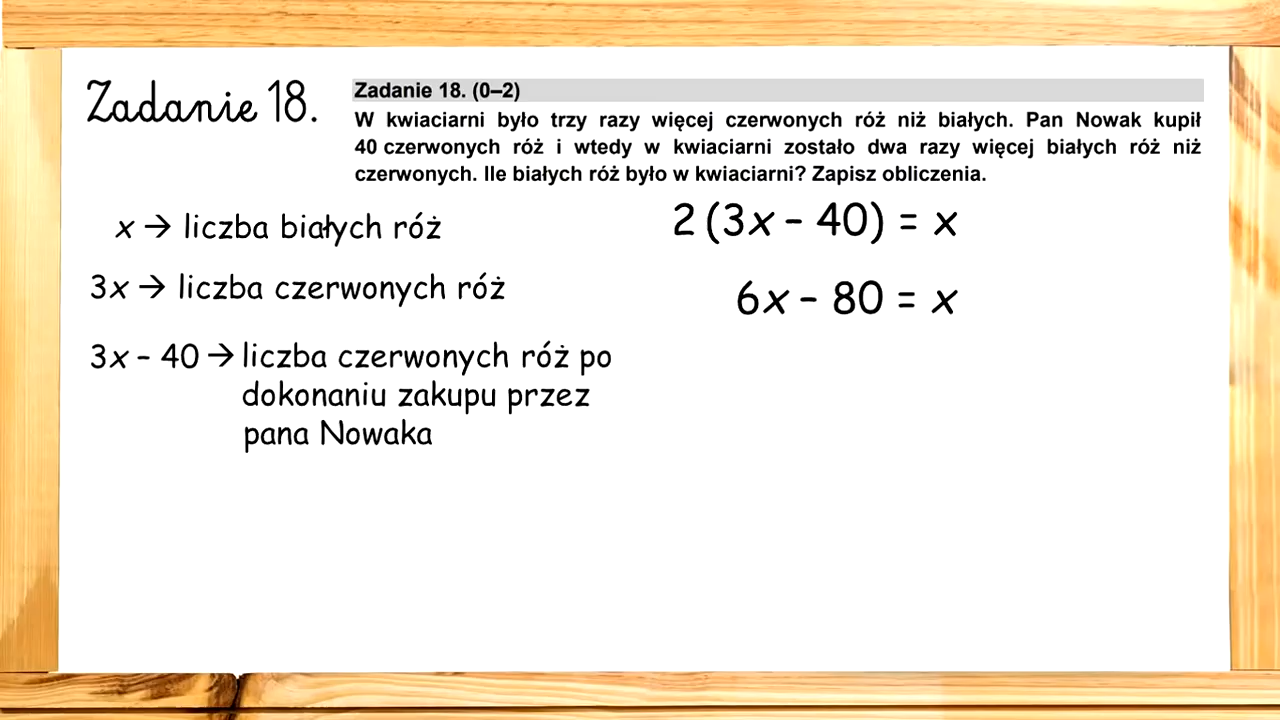 Zadanie 18.
Zadanie 18. (0–2)
W kwiaciarni było trzy razy więcej czerwonych róż niż białych. Pan Nowak kupił
40 czerwonych róż i wtedy w kwiaciarni zostało dwa razy więcej białych róż niż
czerwonych. Ile białych róż było w kwiaciarni? Zapisz obliczenia.
x → liczba białych róż
3x → liczba czerwonych róż
3x – 40 → liczba czerwonych róż po
dokonaniu zakupu przez
pana Nowaka
2 (3x – 40) = x
6x – 80 = x